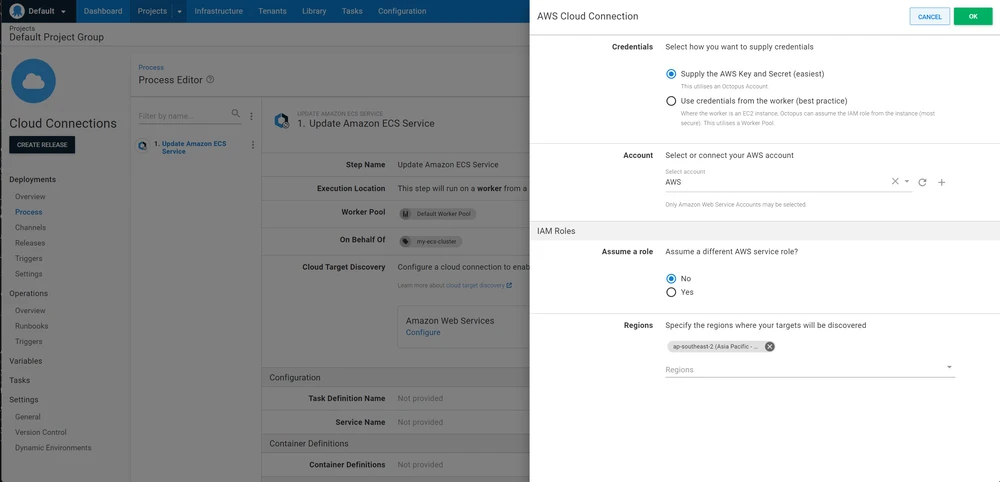 Default
Dashboard
Projects
Infrastructure
Tenants
Library
Tasks
Configuration
Projects
Default Project Group
Cloud Connections
CREATE RELEASE
Deployments
Overview
Process
Channels
Releases
Triggers
Settings
Operations
Overview
Runbooks
Triggers
Variables
Tasks
Settings
General
Version Control
Dynamic Environments
Process
Process Editor
Filter by name...
1. Update Amazon ECS
Service
UPDATE AMAZON ECS SERVICE
1. Update Amazon ECS Service
Step Name Update Amazon ECS Service
Execution Location This step will run on a worker from a
Worker Pool Default Worker Pool
On Behalf Of my-ecs-cluster
Cloud Target Discovery Configure a cloud connection to enab
Learn more about cloud target discovery
Amazon Web Services
Configure
Configuration
Task Definition Name Not provided
Service Name Not provided
Container Definitions
Container Definitions Not provided
AWS Cloud Connection
CANCEL
OK
Credentials Select how you want to supply credentials
Supply the AWS Key and Secret (easiest)
This utilises an Octopus Account
Use credentials from the worker (best practice)
Where the worker is an EC2 instance, Octopus can assume the IAM role from the instance (most
secure). This utilises a Worker Pool.
Account Select or connect your AWS account
Select account
AWS
Only Amazon Web Service Accounts may be selected
IAM Roles
Assume a role Assume a different AWS service role?
No
Yes
Regions Specify the regions where your targets will be discovered
ap-southeast-2 (Asia Pacific - ...
Regions